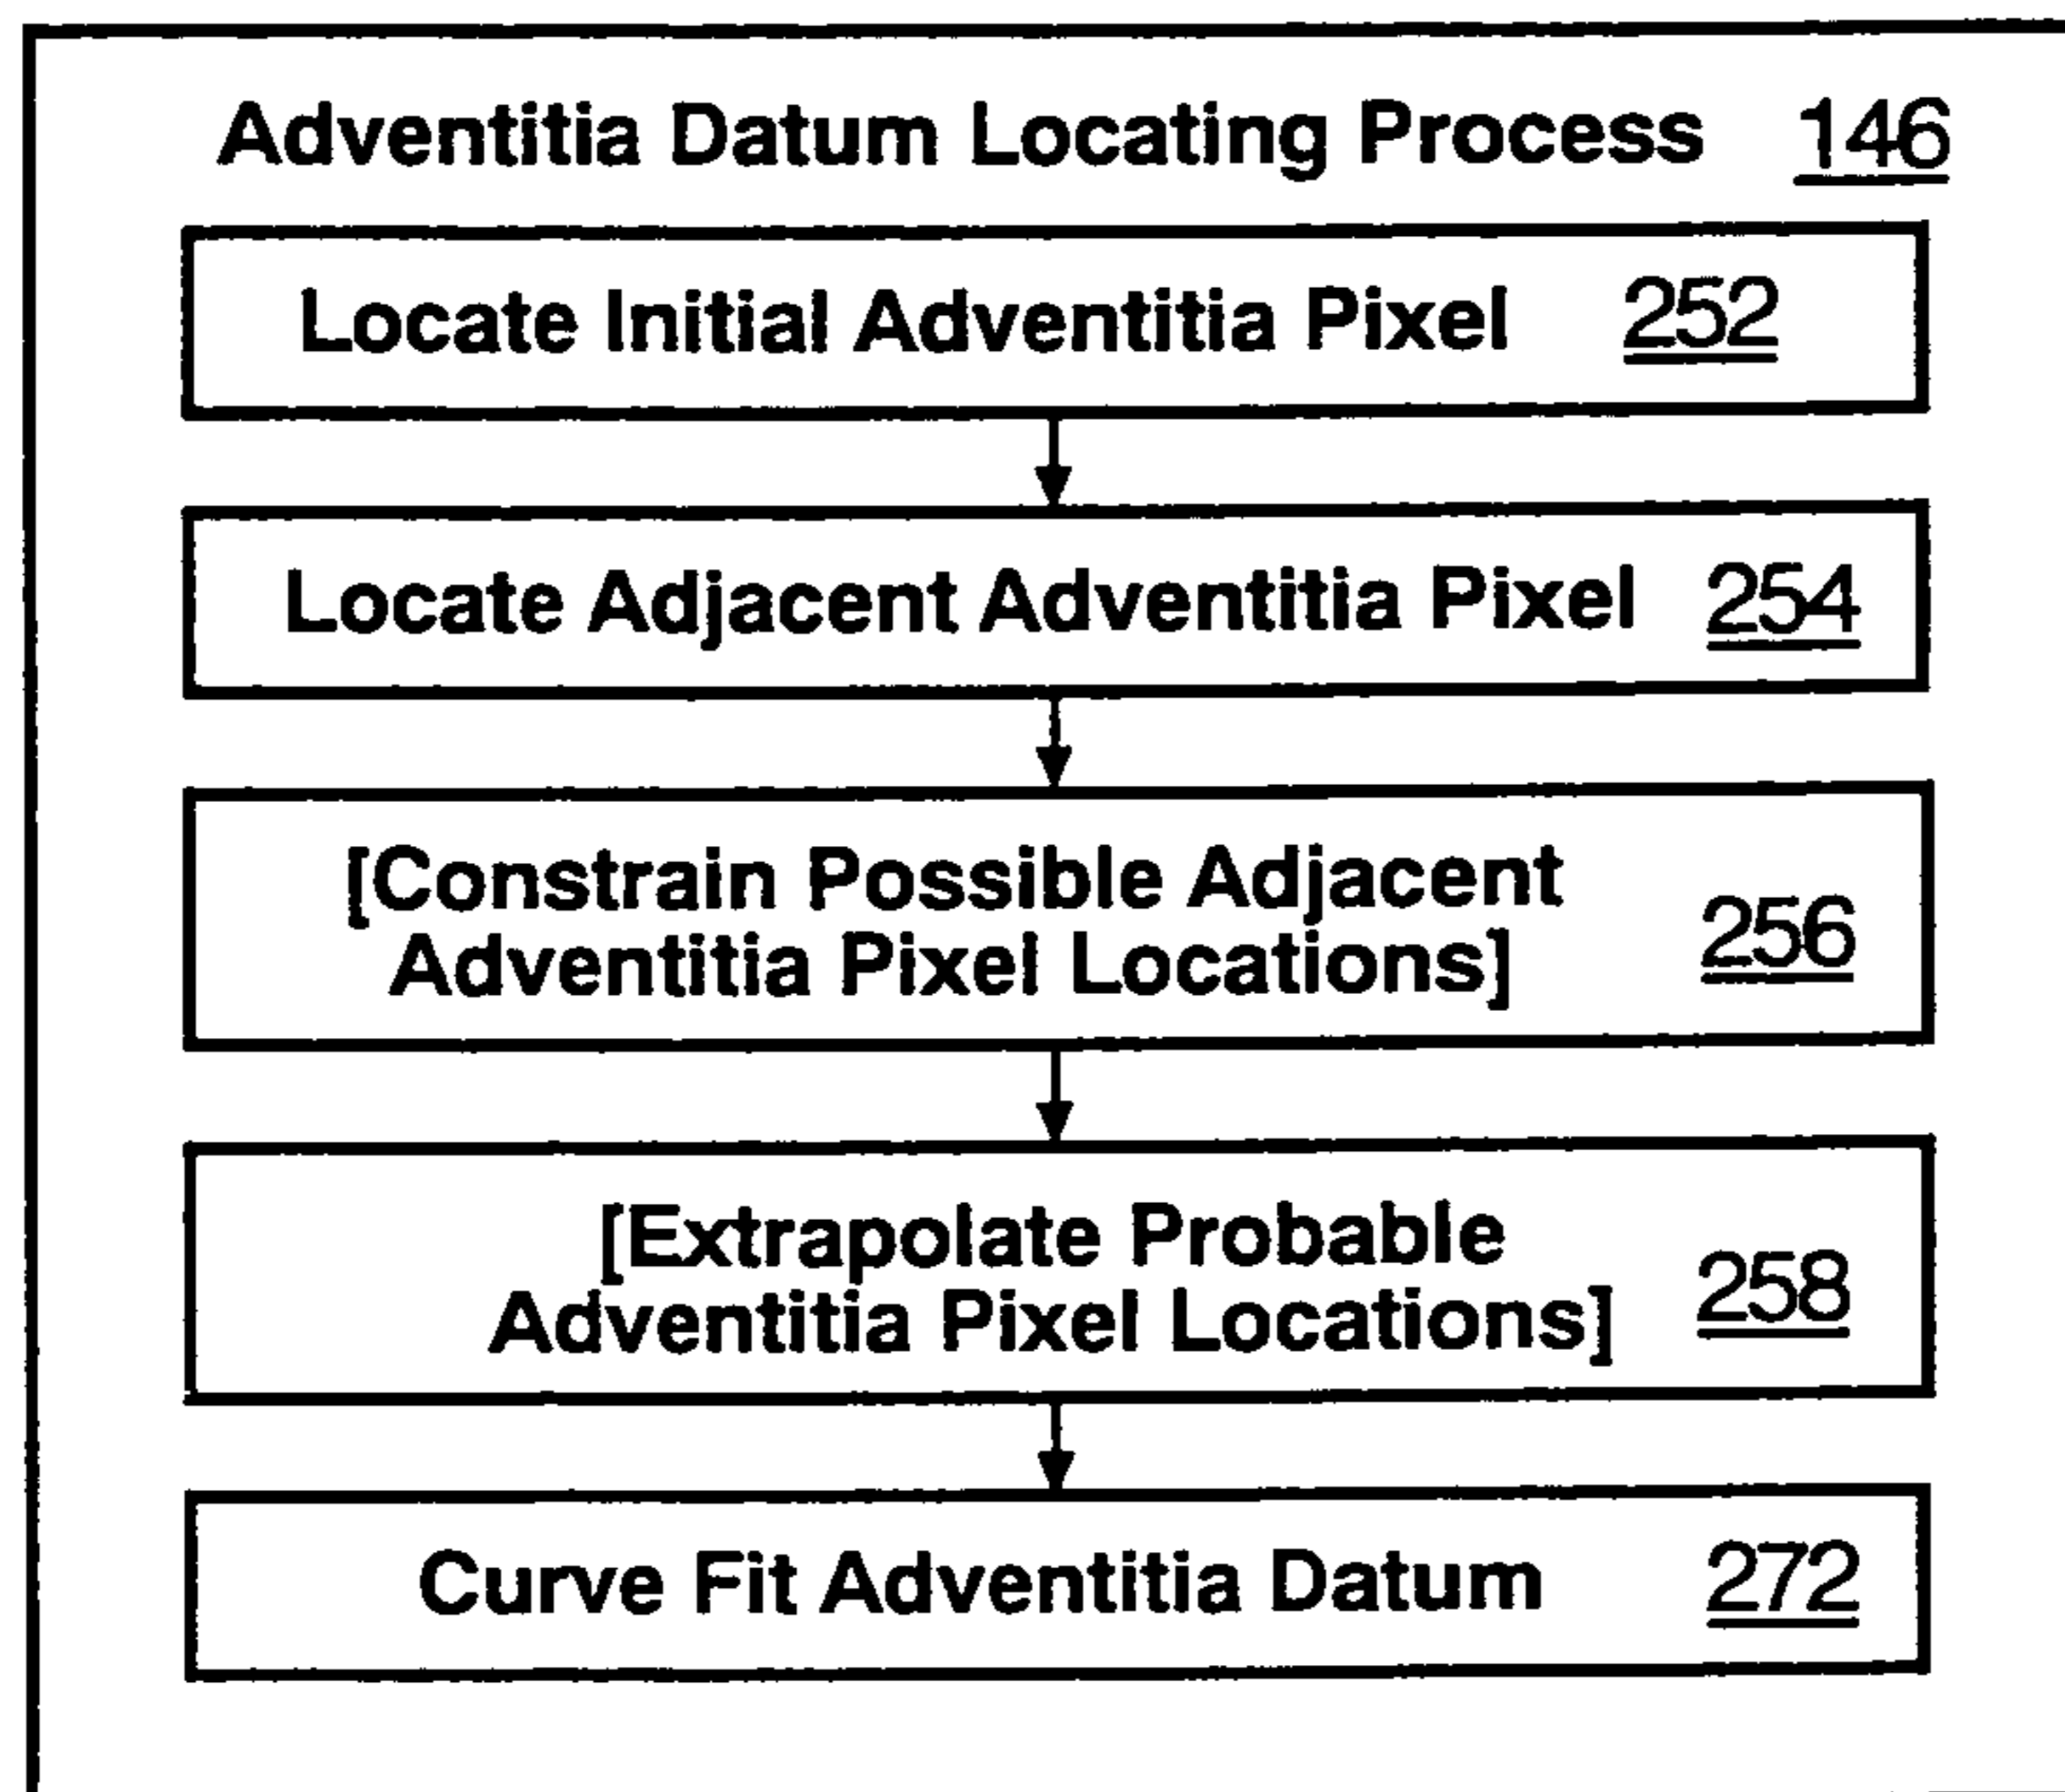 Adventitia Datum Locating Process 146
Locate Initial Adventitia Pixel 252
Locate Adjacent Adventitia Pixel 254
[Constrain Possible Adjacent
Adventitia Pixel Locations] 256
[Extrapolate Probable
Adventitia Pixel Locations] 258
Curve Fit Adventitia Datum 272